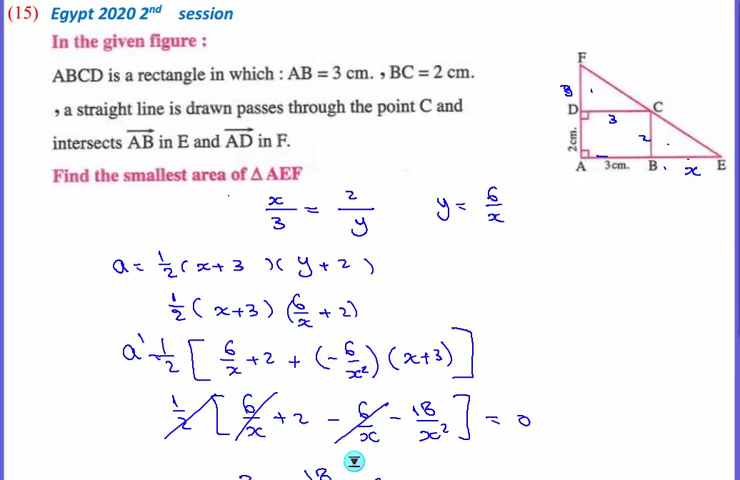 (15) Egypt 2020 2nd session
In the given figure :
ABCD is a rectangle in which : AB = 3 cm. , BC = 2 cm.
, a straight line is drawn passes through the point C and
intersects AB in E and AD in F.
Find the smallest area of Δ AEF
F
y
D
C
3
2cm.
2
A
3cm.
B
x
E
x/3 = 2/y y = 6/x
a = 1/2 (x+3)(y+2)
1/2 (x+3)(6/x + 2)
a' = 1/2 [6/x + 2 + (-6/x²)(x+3)]
1/2 [6/x + 2 - 6/x - 18/x²] = 0
18